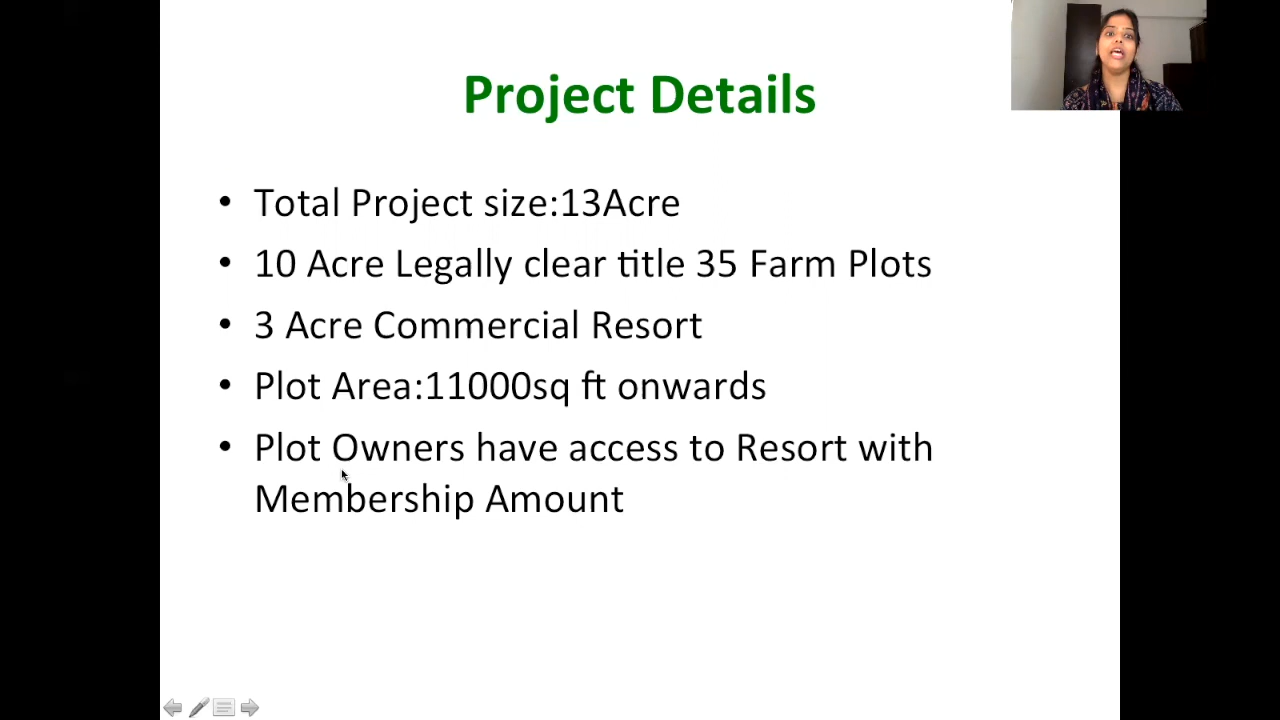 Project Details
• Total Project size:13Acre
• 10 Acre Legally clear title 35 Farm Plots
• 3 Acre Commercial Resort
• Plot Area:11000sq ft onwards
• Plot Owners have access to Resort with
Membership Amount